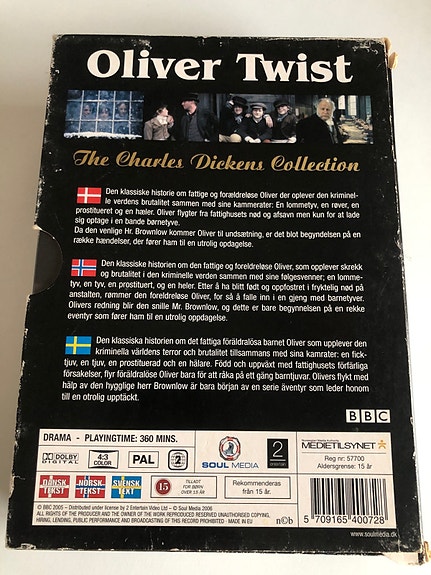 Oliver Twist
The Charles Dickens Collection
Den klassiske historie om fattige og forældreløse Oliver der oplever den kriminel-
le verdens brutalitet sammen med sine kammerater: En lommetyv, en røver, en
prostitueret og en hæler. Oliver flygter fra fattighusets nød og afsavn men kun for at lade
sig optage i en bande barnetyve.
Da den venlige Hr. Brownlow kommer Oliver til undsætning, er det blot begyndelsen på en
række hændelser, der fører ham til en utrolig opdagelse.
Den klassiske historien om den fattige og foreldreløse Oliver, som opplever skrekk
og brutalitet i den kriminelle verden sammen med sine følgesvenner; en lomme-
tyv, en tyv, en prostituert, og en heler. Etter å ha blitt født og oppfostret i fryktelig nød på
anstalten, rømmer den foreldreløse Oliver, for så å falle inn i en gjeng med barnetyver.
Olivers redning blir den snille Mr. Brownlow, og dette er bare begynnelsen på en rekke
eventyr som fører ham til en utrolig oppdagelse.
Den klassiska historien om det fattiga föräldralösa barnet Oliver som upplever den
kriminella världens terror och brutalitet tillsammans med sina kamrater: en fick-
tjuv, en tjuv, en prostituerad och en hälare. Född och uppväxt med fattighusets förfärliga
försakelser, flyr föräldralöse Oliver bara för att råka på ett gäng barntjuvar. Olivers flykt med
hjälp av den hygglige herr Brownlow är bara början av en serie äventyr som leder honom
till en otrolig upptäckt.
BBC
DRAMA - PLAYINGTIME: 360 MINS.
DOLBY
DIGITAL
4:3
COLOR
PAL
2
SOUL MEDIA
2
entertain
MEDIETILSYNET
Reg nr: 57700
Aldersgrense: 15 år
DANSK
TEKST
NORSK
TEKST
SVENSK
TEXT
15
TILLADT
FOR BØRN
OVER 15 ÅR
Rekommenderas
från 15 år.
© BBC 2005 – Distributed under license by 2 Entertain Video Ltd – © Soul Media 2006
ALL RIGHTS OF THE PRODUCER AND THE OWNER OF THE WORK REPRODUCED RESERVED UNAUTHORISED COPYING,
HIRING, LENDING, PUBLIC PERFORMANCE AND BROADCASTING OF THIS RECORD PROHIBITED - MADE IN EU
n©b
5 709165 400728
www.soulmedia.dk